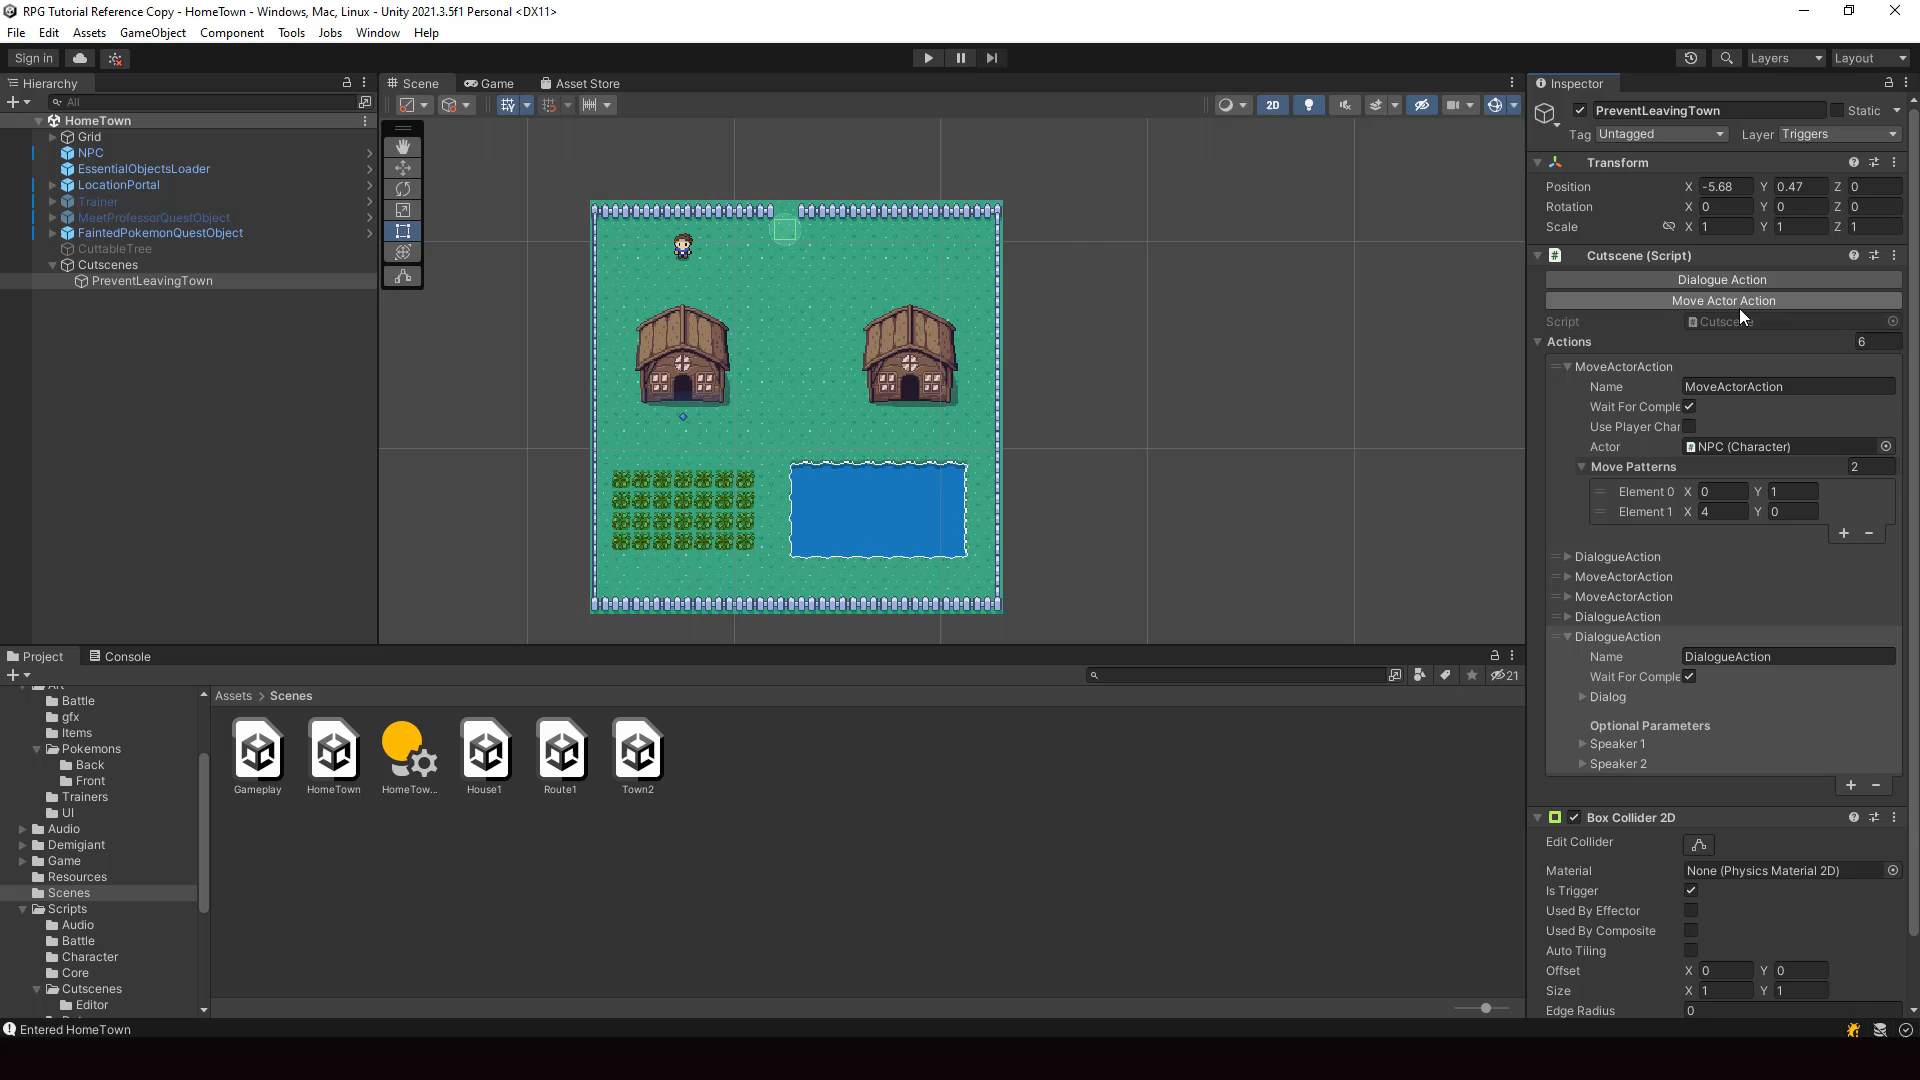 RPG Tutorial Reference Copy - HomeTown - Windows, Mac, Linux - Unity 2021.3.5f1 Personal <DX11>
File Edit Assets GameObject Component Tools Jobs Window Help
Sign in
Layers
Layout
Hierarchy
Scene
Game
Asset Store
Inspector
All
2D
HomeTown
Grid
NPC
EssentialObjectsLoader
LocationPortal
Trainer
MeetProfessorQuestObject
FaintedPokemonQuestObject
CuttableTree
Cutscenes
PreventLeavingTown
PreventLeavingTown
Static
Tag Untagged
Layer Triggers
Transform
Position X -5.68 Y 0.47 Z 0
Rotation X 0 Y 0 Z 0
Scale X 1 Y 1 Z 1
Cutscene (Script)
Dialogue Action
Move Actor Action
Script
Cutscene
Actions 6
MoveActorAction
Name MoveActorAction
Wait For Comple
Use Player Char
Actor NPC (Character)
Move Patterns 2
Element 0 X 0 Y 1
Element 1 X 4 Y 0
DialogueAction
MoveActorAction
MoveActorAction
DialogueAction
DialogueAction
Name DialogueAction
Wait For Comple
Dialog
Optional Parameters
Speaker 1
Speaker 2
Box Collider 2D
Edit Collider
Material None (Physics Material 2D)
Is Trigger
Used By Effector
Used By Composite
Auto Tiling
Offset X 0 Y 0
Size X 1 Y 1
Edge Radius 0
Project
Console
21
Art
Battle
gfx
Items
Pokemons
Back
Front
Trainers
UI
Audio
Demigiant
Game
Resources
Scenes
Scripts
Audio
Battle
Character
Core
Cutscenes
Editor
Assets > Scenes
Gameplay
HomeTown
HomeTow...
House1
Route1
Town2
Entered HomeTown